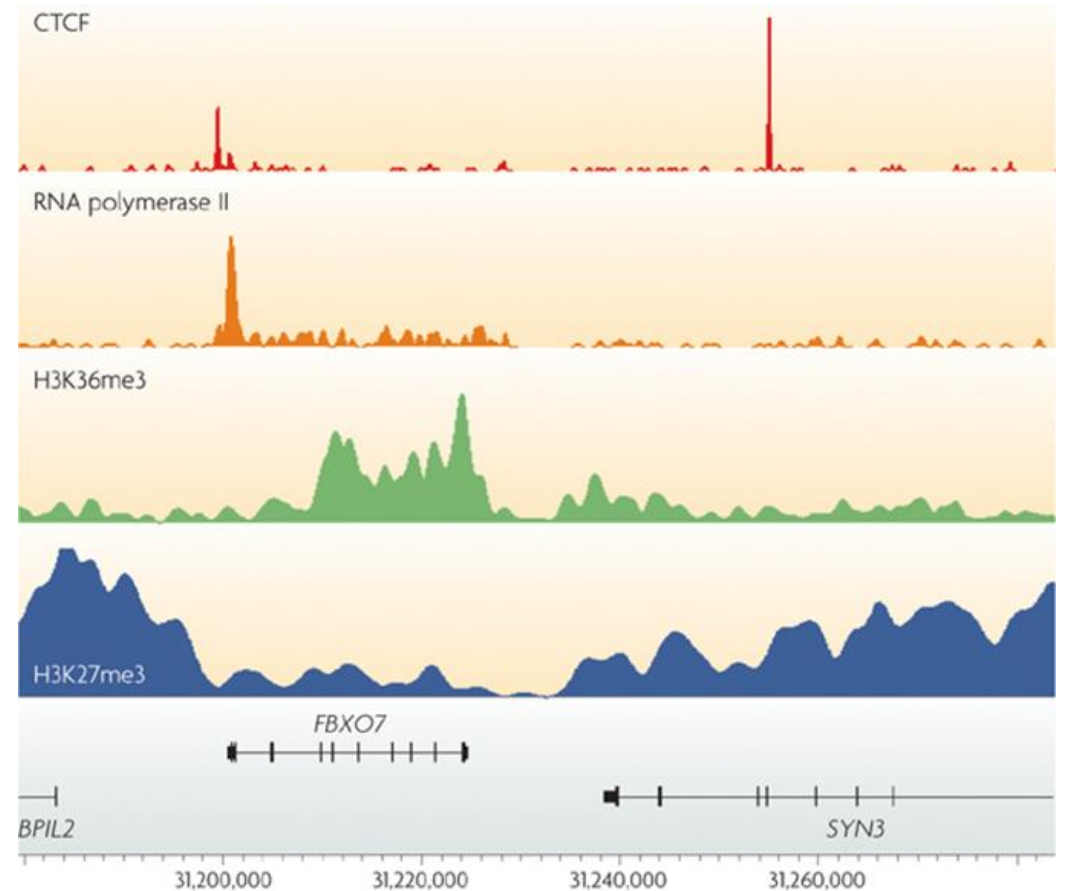 CTCF
RNA polymerase II
H3K36me3
H3K27me3
FBXO7
BPIL2
SYN3
31,200,000 31,220,000 31,240,000 31,260,000